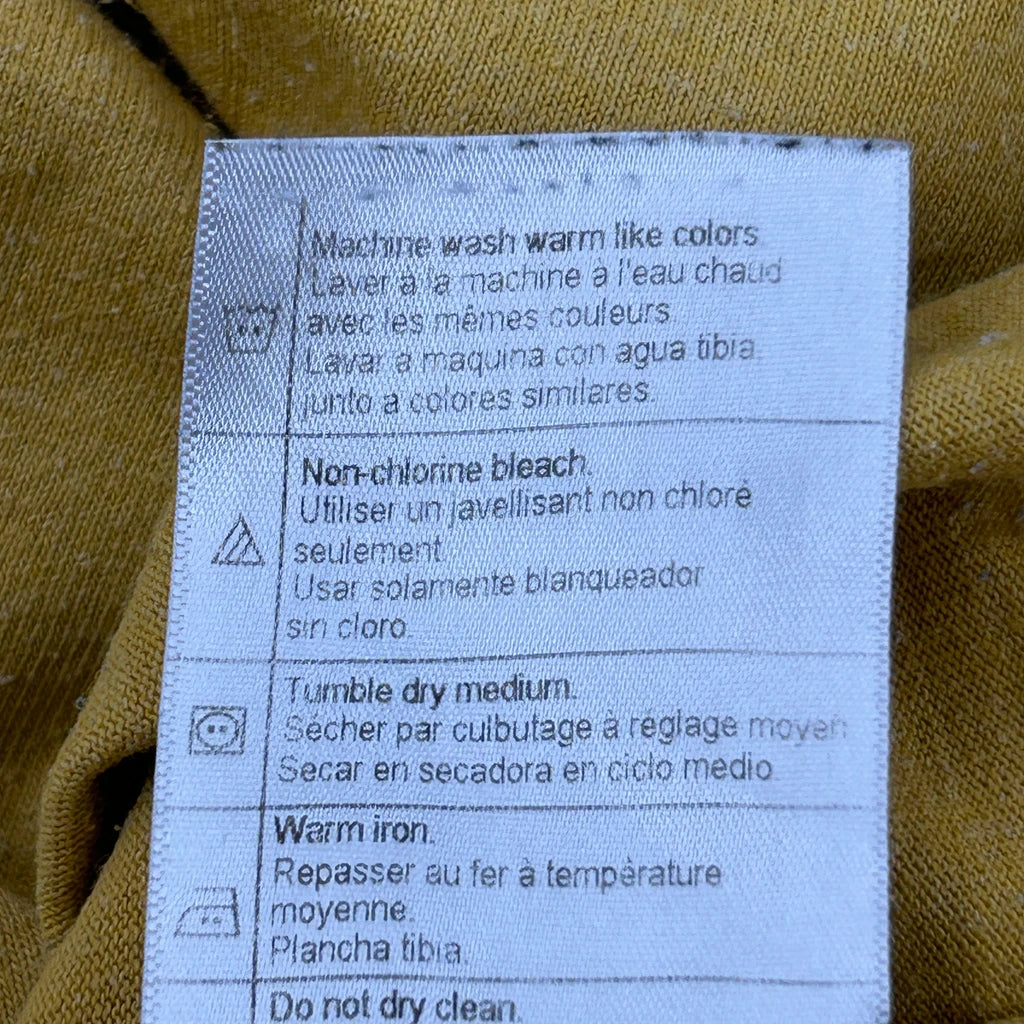 Machine wash warm like colors.
Laver à la machine à l'eau chaud
avec les mêmes couleurs.
Lavar a maquina con agua tibia
junto a colores similares.
Non-chlorine bleach.
Utiliser un javellisant non chloré
seulement.
Usar solamente blanqueador
sin cloro.
Tumble dry medium.
Sécher par culbutage à réglage moyen
Secar en secadora en ciclo medio.
Warm iron.
Repasser au fer à température
moyenne.
Plancha tibia.
Do not dry clean.